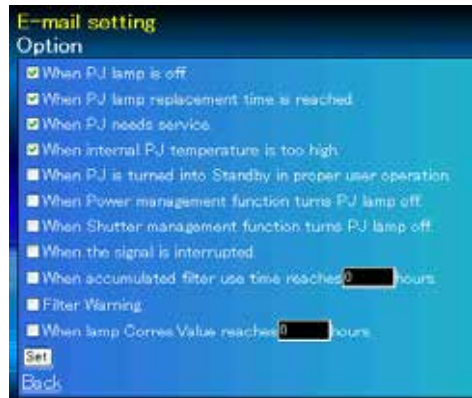 E-mail setting
Option
When PJ lamp is off.
When PJ lamp replacement time is reached.
When PJ needs service.
When internal PJ temperature is too high.
When PJ is turned into Standby in proper user operation.
When Power management function turns PJ lamp off.
When Shutter management function turns PJ lamp off.
When the signal is interrupted.
When accumulated filter use time reaches 0 hours.
Filter Warning
When lamp Corres Value reaches 0 hours.
Set
Back